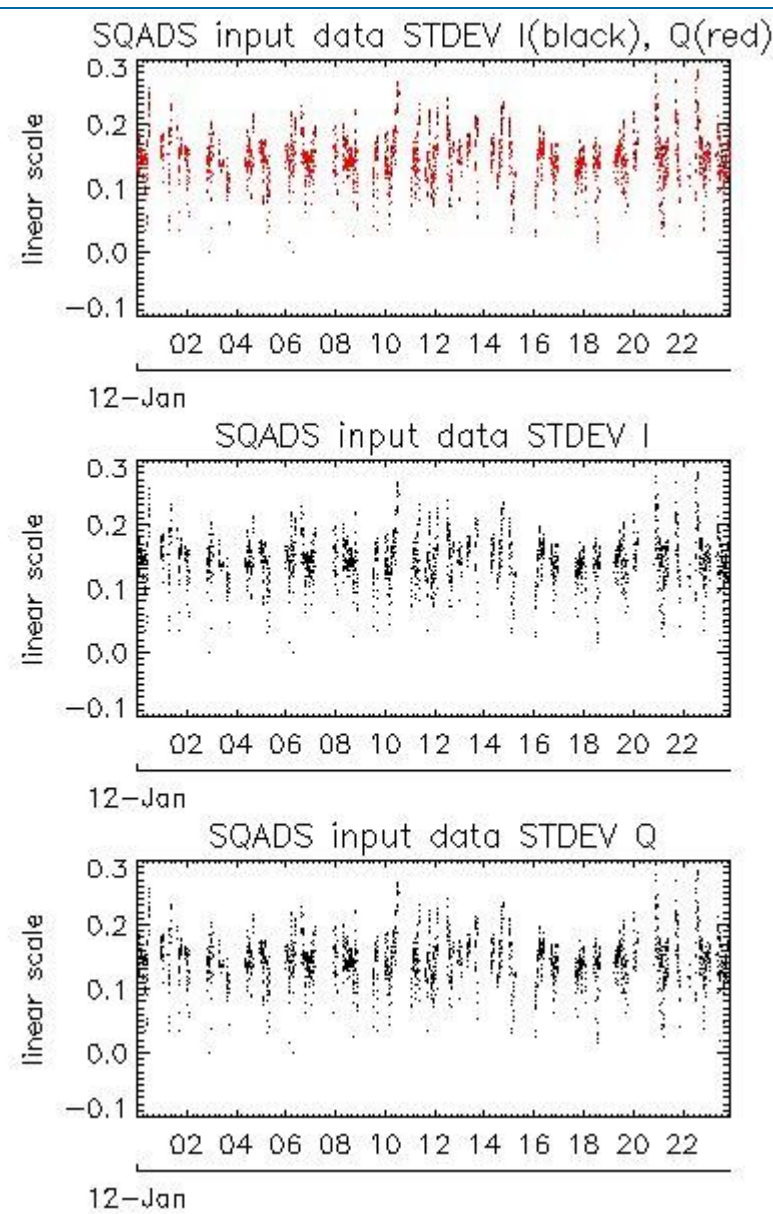 SQADS input data STDEV I(black), Q(red)
0.3
0.2
0.1
0.0
−0.1
linear scale
02 04 06 08 10 12 14 16 18 20 22
12−Jan
SQADS input data STDEV I
0.3
0.2
0.1
0.0
−0.1
linear scale
02 04 06 08 10 12 14 16 18 20 22
12−Jan
SQADS input data STDEV Q
0.3
0.2
0.1
0.0
−0.1
linear scale
02 04 06 08 10 12 14 16 18 20 22
12−Jan